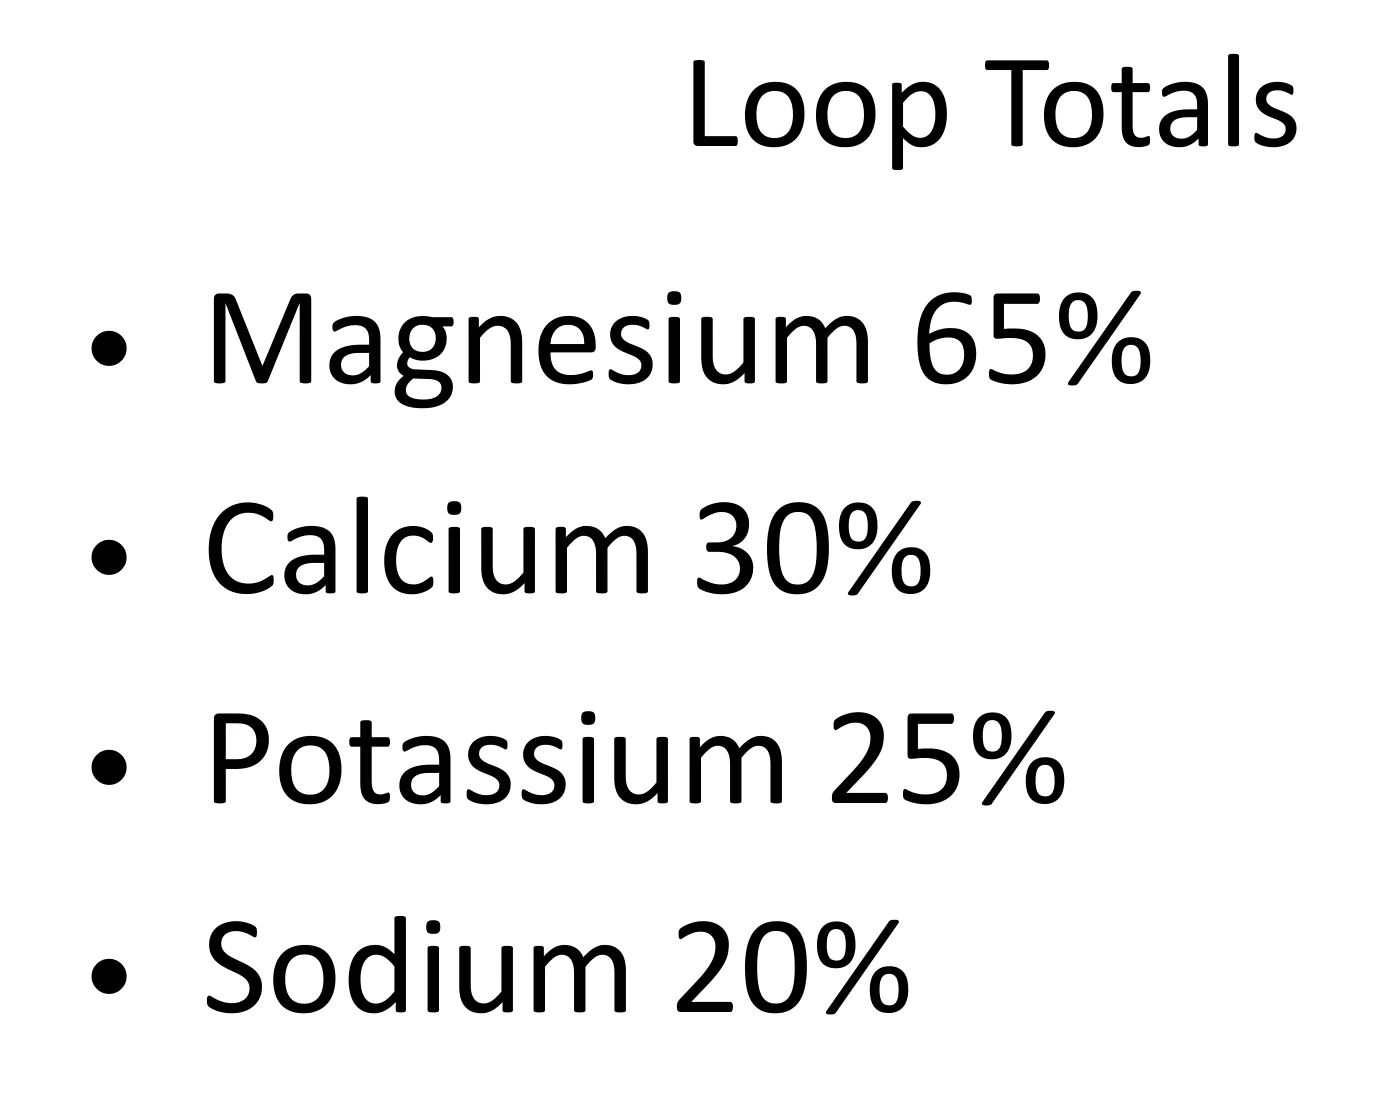 Loop Totals
• Magnesium 65%
• Calcium 30%
• Potassium 25%
• Sodium 20%